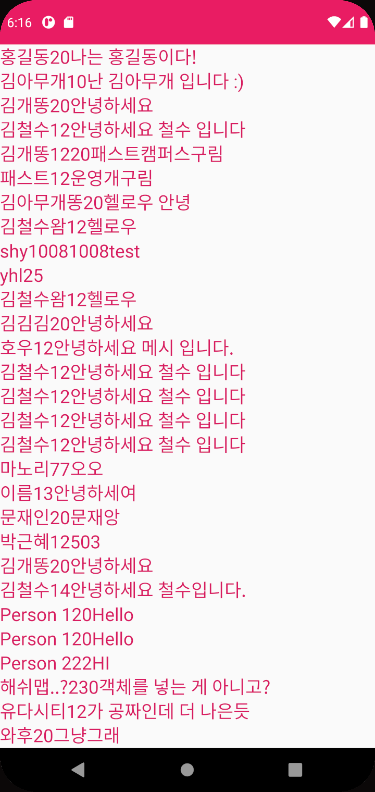 6:16
홍길동20나는 홍길동이다!
김아무개10난 김아무개 입니다 :)
김개똥20안녕하세요
김철수12안녕하세요 철수 입니다
김개똥1220패스트캠퍼스구림
패스트12운영개구림
김아무개똥20헬로우 안녕
김철수왐12헬로우
shy10081008test
yhl25
김철수왐12헬로우
김김김20안녕하세요
호우12안녕하세요 메시 입니다.
김철수12안녕하세요 철수 입니다
김철수12안녕하세요 철수 입니다
김철수12안녕하세요 철수 입니다
김철수12안녕하세요 철수 입니다
마노리77오오
이름13안녕하세여
문재인20문재앙
박근혜12503
김개똥20안녕하세요
김철수14안녕하세요 철수입니다.
Person 120Hello
Person 120Hello
Person 222HI
해쉬맵..?230객체를 넣는 게 아니고?
유다시티12가 공짜인데 더 나은듯
와후20그냥그래